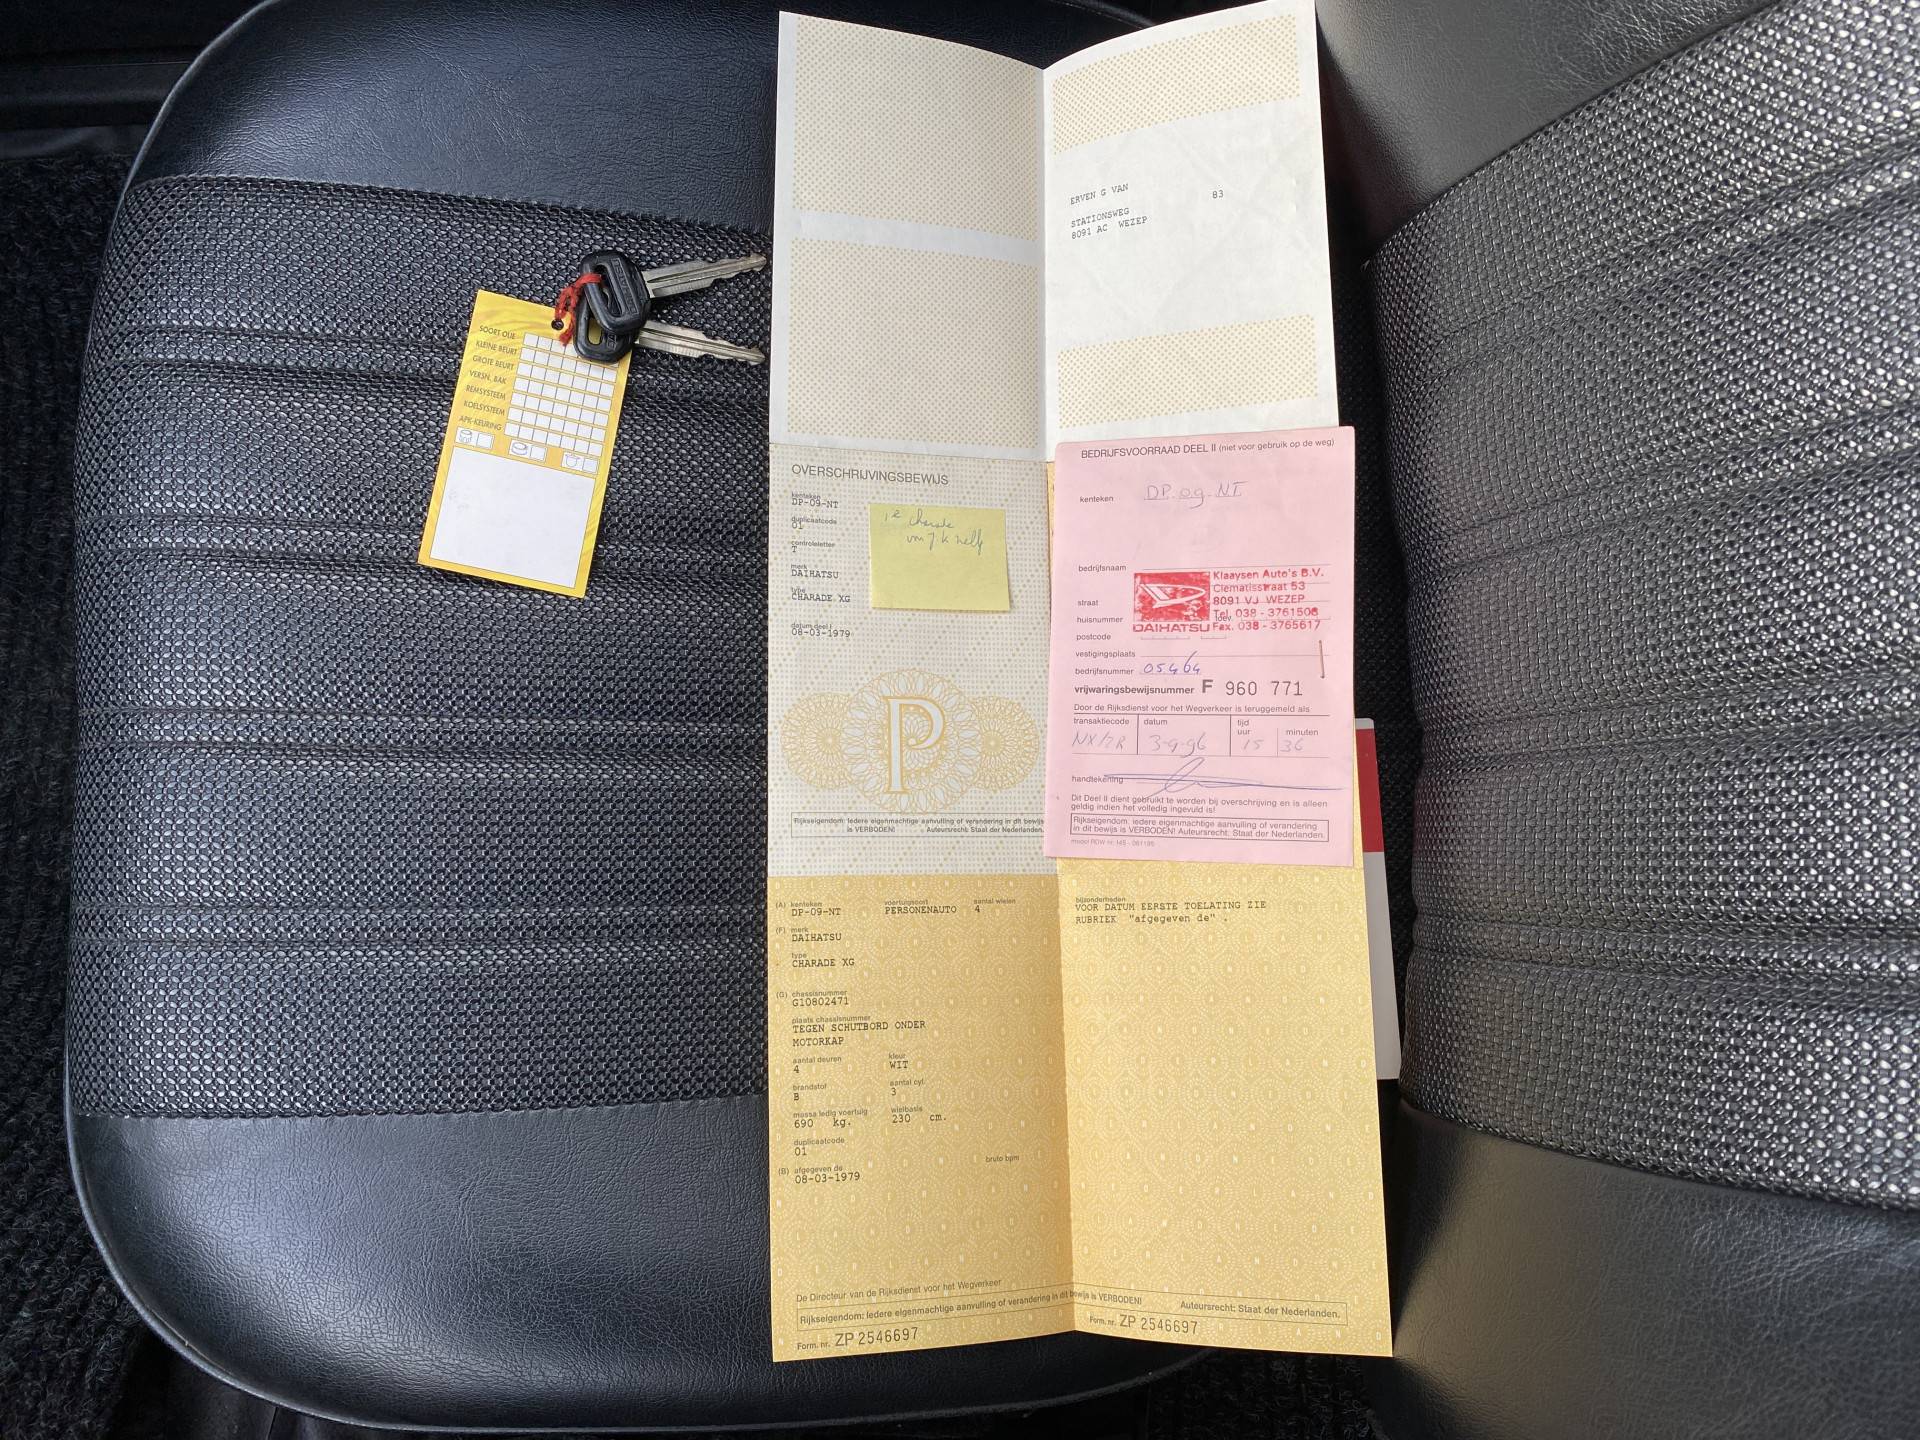 SOORT OLIE
KLEINE BEURT
GROTE BEURT
VERSN. BAK
REMSYSTEEM
KOELSYSTEEM
APK-KEURING
ERVEN G VAN
83
STATIONSWEG
8091 AC WEZEP
OVERSCHRIJVINGSBEWIJS
kenteken
DP-09-NT
duplicaatcode
01
controleletter
T
merk
DAIHATSU
type
CHARADE XG
datum deel I
08-03-1979
1e Charade
P
Rijkseigendom: Iedere eigenmachtige aanvulling of verandering in dit bewijs
is VERBODEN! Auteursrecht: Staat der Nederlanden.
BEDRIJFSVOORRAAD DEEL II (niet voor gebruik op de weg)
kenteken DP-09-NT
bedrijfsnaam
straat
huisnummer
toev.
postcode
Klaaysen Auto's B.V.
Clematisstraat 53
8091 VJ WEZEP
Tel. 038 - 3761508
DAIHATSU Fax. 038 - 3765617
vestigingsplaats
bedrijfsnummer 05464
vrijwaringsbewijsnummer F 960 771
Door de Rijksdienst voor het Wegverkeer is teruggemeld als
transaktiecode datum tijd
uur minuten
3-9-96 15 36
handtekening
Dit Deel II dient gebruikt te worden bij overschrijving en is alleen
geldig indien het volledig ingevuld is!
Rijkseigendom: Iedere eigenmachtige aanvulling of verandering
in dit bewijs is VERBODEN! Auteursrecht: Staat der Nederlanden.
model RDW nr.
(A) kenteken voertuigsoort aantal wielen
DP-09-NT PERSONENAUTO 4
(F) merk
DAIHATSU
type
CHARADE XG
(G) chassisnummer
G10802471
plaats chassisnummer
TEGEN SCHUTBORD ONDER
MOTORKAP
aantal deuren kleur
4 WIT
brandstof aantal cyl.
B 3
massa ledig voertuig wielbasis
690 kg. 230 cm.
duplicaatcode
01
bruto bpm
(B) afgegeven de
08-03-1979
bijzonderheden
VOOR DATUM EERSTE TOELATING ZIE
RUBRIEK "afgegeven de" .
De Directeur van de Rijksdienst voor het Wegverkeer
Rijkseigendom: Iedere eigenmachtige aanvulling of verandering in dit bewijs is VERBODEN! Auteursrecht: Staat der Nederlanden.
Form. nr. ZP 2546697
Form. nr. ZP 2546697